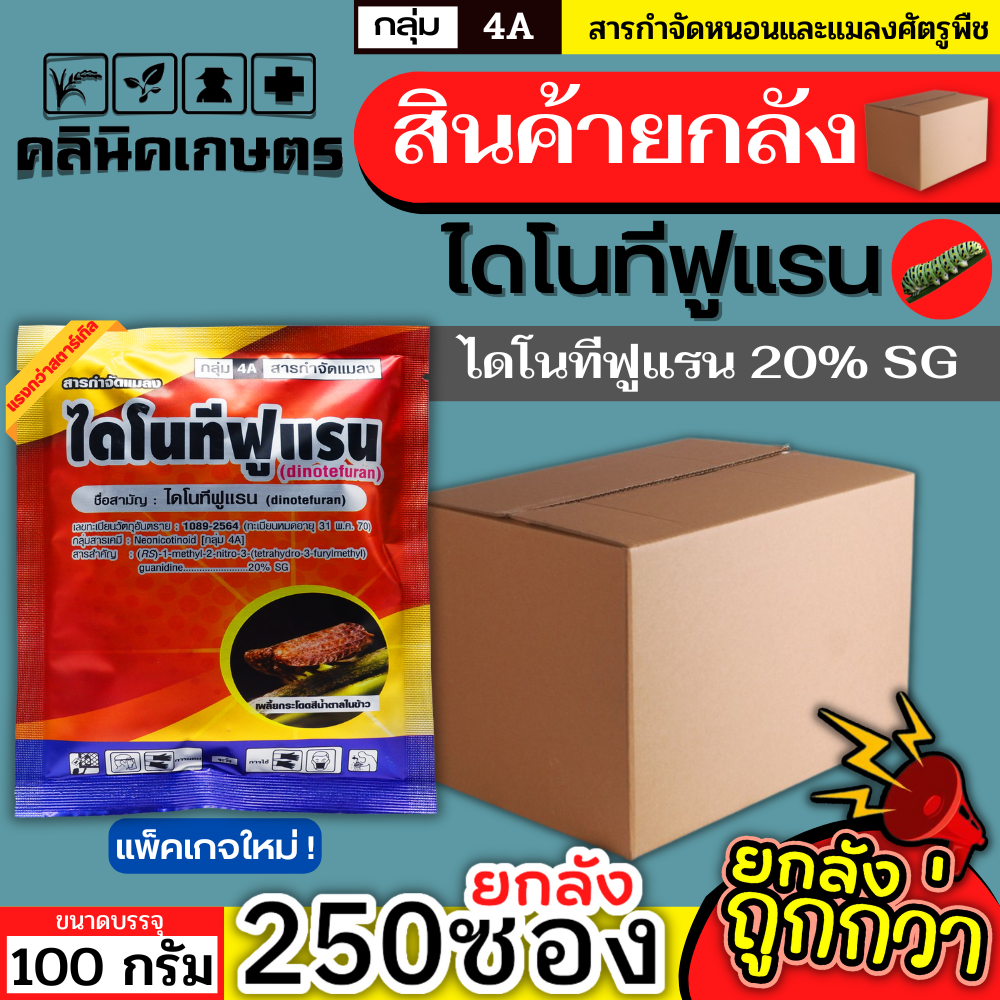 กลุ่ม 4A สารกำจัดหนอนและแมลงศัตรูพืช
คลินิคเกษตร
สินค้ายกลัง
ไดโนทีฟูแรน
ไดโนทีฟูแรน 20% SG
แรงกว่าสตาร์เกิล
กลุ่ม 4A สารกำจัดแมลง
สารกำจัดแมลง
ไดโนทีฟูแรน
(dinotefuran)
ชื่อสามัญ : ไดโนทีฟูแรน (dinotefuran)
เลขทะเบียนวัตถุอันตราย : 1089-2564 (ทะเบียนหมดอายุ 31 พ.ค. 70)
กลุ่มสารเคมี : Neonicotinoid [กลุ่ม 4A]
สารสำคัญ : (RS)-1-methyl-2-nitro-3-(tetrahydro-3-furylmethyl)
guanidine......................20% SG
เพลี้ยกระโดดสีน้ำตาลในข้าว
ระวัง
แพ็คเกจใหม่ !
ขนาดบรรจุ
100 กรัม
ยกลัง
250ซอง
ยกลัง
ถูกกว่า